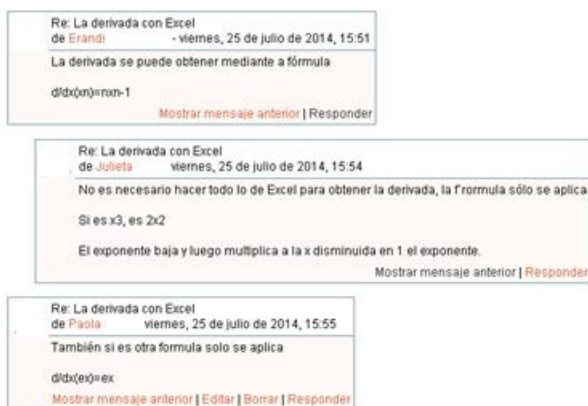 Re: La derivada con Excel
de Erandi - viernes, 25 de julio de 2014, 15:51
La derivada se puede obtener mediante a fórmula
d/dx(xn)=nxn-1
Mostrar mensaje anterior | Responder
Re: La derivada con Excel
de Julieta viernes, 25 de julio de 2014, 15:54
No es necesario hacer todo lo de Excel para obtener la derivada, la f'rormula sólo se aplica
Si es x3, es 2x2
El exponente baja y luego multiplica a la x disminuida en 1 el exponente.
Mostrar mensaje anterior | Responder
Re: La derivada con Excel
de Paola viernes, 25 de julio de 2014, 15:55
También si es otra formula solo se aplica
d/dx(ex)=ex
Mostrar mensaje anterior | Editar | Borrar | Responder